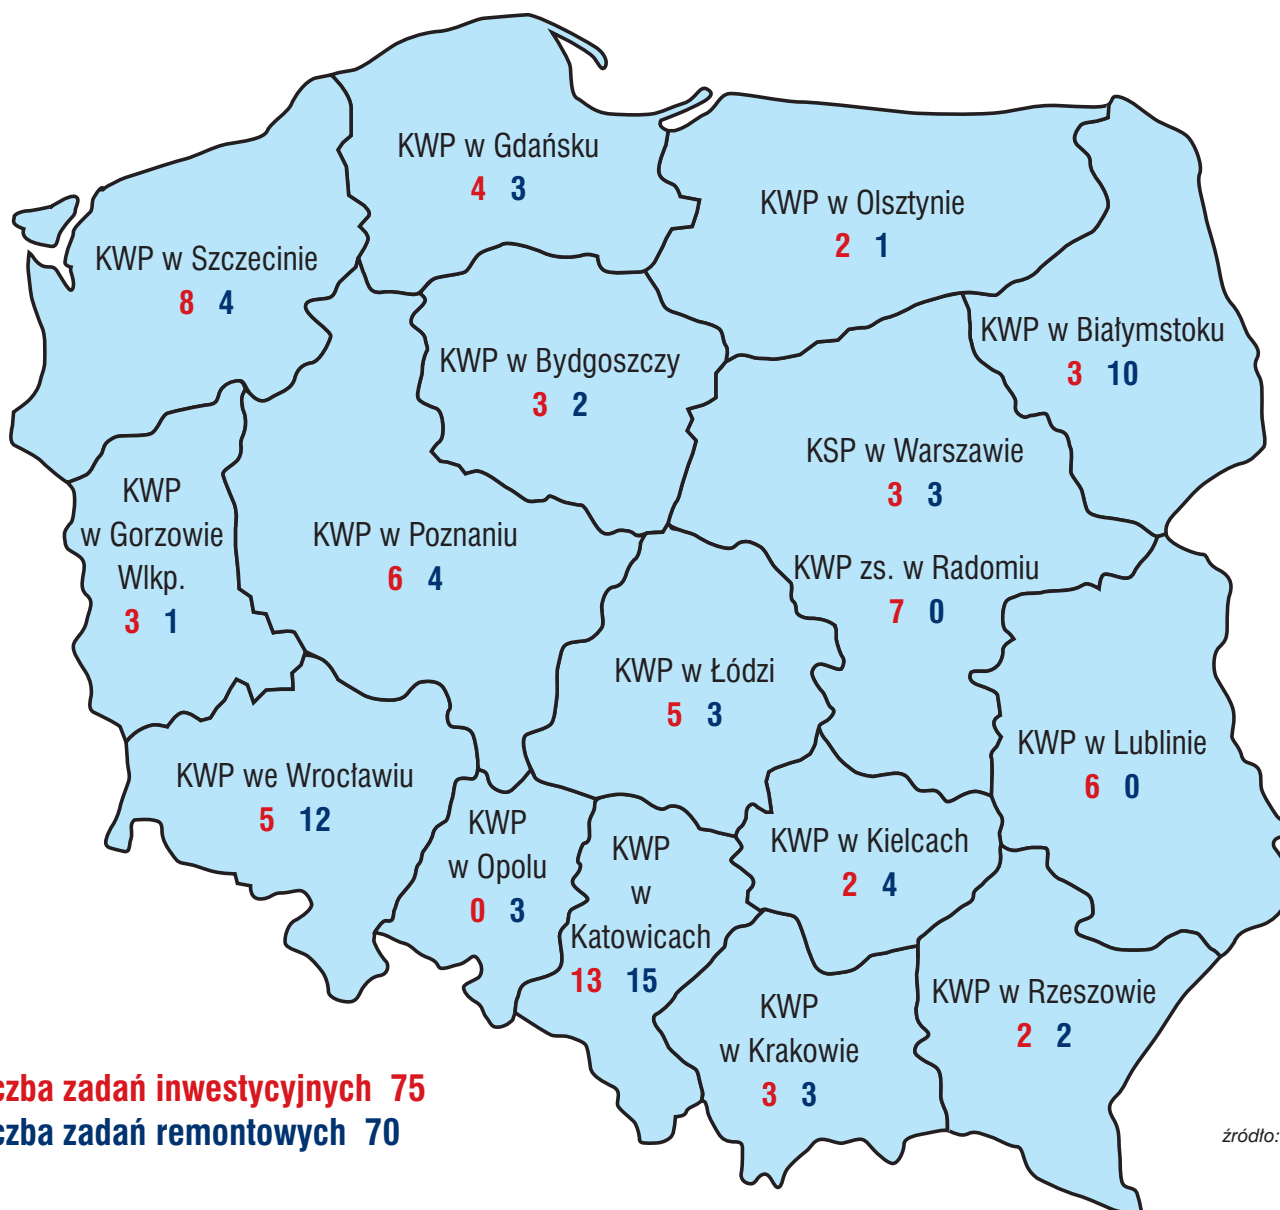 KWP w Gdańsku
4 3
KWP w Olsztynie
2 1
KWP w Szczecinie
8 4
KWP w Białymstoku
3 10
KWP w Bydgoszczy
3 2
KSP w Warszawie
3 3
KWP
w Gorzowie
Wlkp.
3 1
KWP w Poznaniu
6 4
KWP zs. w Radomiu
7 0
KWP w Łodzi
5 3
KWP w Lublinie
6 0
KWP we Wrocławiu
5 12
KWP
w Opolu
0 3
KWP
w
Katowicach
13 15
KWP w Kielcach
2 4
KWP w Rzeszowie
2 2
KWP
w Krakowie
3 3
czba zadań inwestycyjnych 75
czba zadań remontowych 70
źródło: